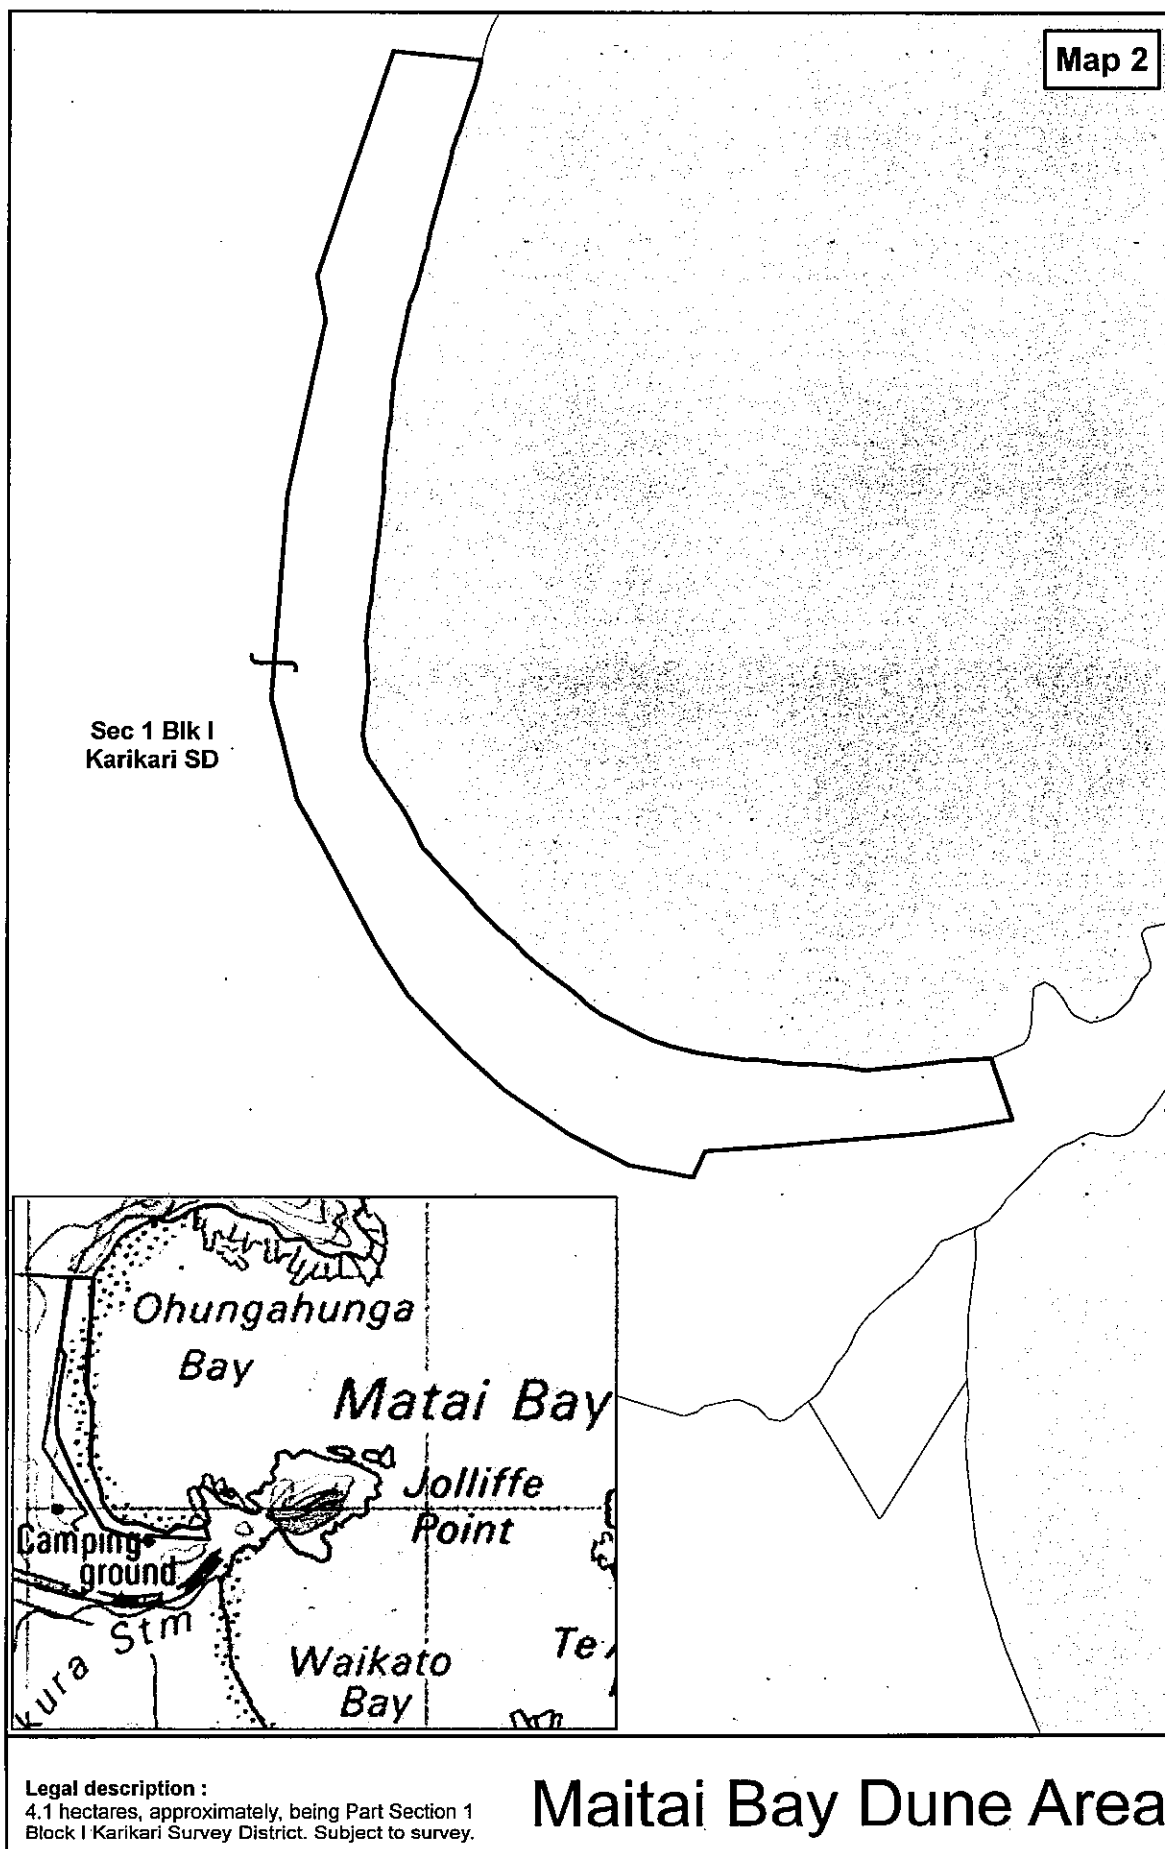 Map 2
Sec 1 Blk I
Karikari SD
Ohungahunga
Bay
Matai Bay
Jolliffe
Point
Camping
ground
kura Stm
Waikato
Bay
Te
Legal description :
4.1 hectares, approximately, being Part Section 1
Block I Karikari Survey District. Subject to survey.
Maitai Bay Dune Area